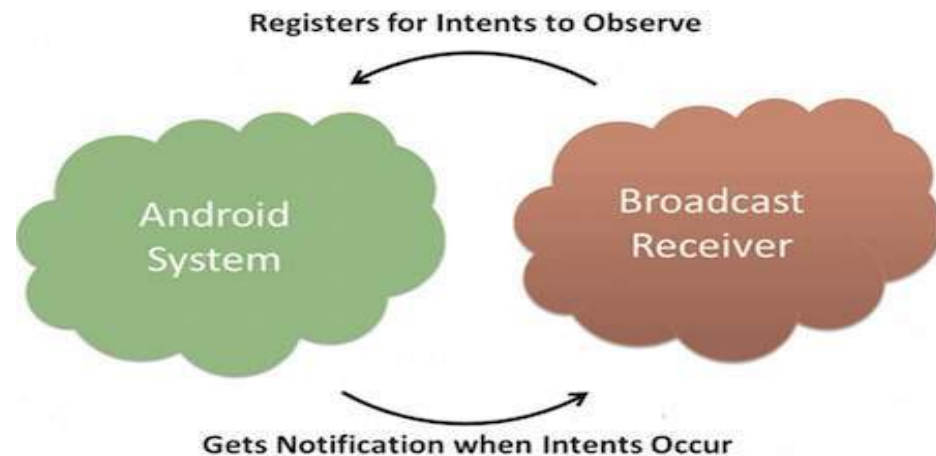 Registers for Intents to Observe
Android
System
Broadcast
Receiver
Gets Notification when Intents Occur